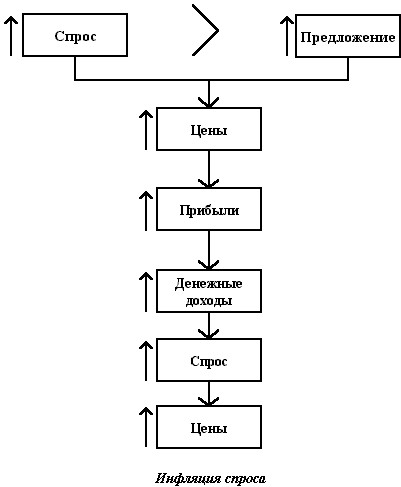 Спрос
Предложение
Цены
Прибыли
Денежные
доходы
Спрос
Цены
Инфляция спроса